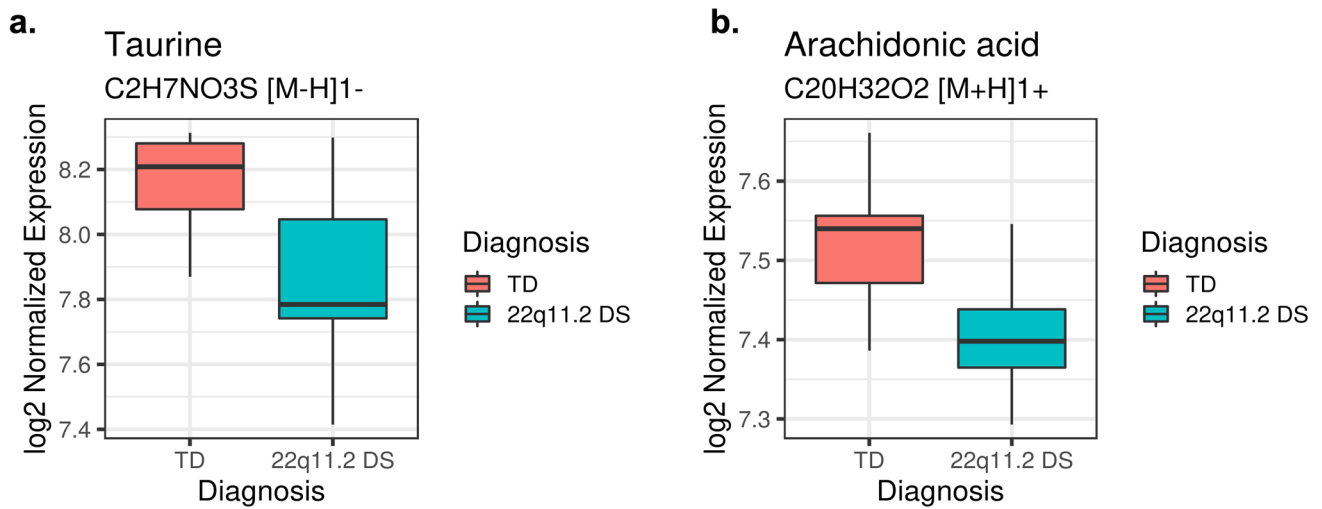 a.
Taurine
C2H7NO3S [M-H]1-
log2 Normalized Expression
8.2
8.0
7.8
7.6
7.4
TD
22q11.2 DS
Diagnosis
Diagnosis
TD
22q11.2 DS
b.
Arachidonic acid
C20H32O2 [M+H]1+
log2 Normalized Expression
7.6
7.5
7.4
7.3
TD
22q11.2 DS
Diagnosis
Diagnosis
TD
22q11.2 DS